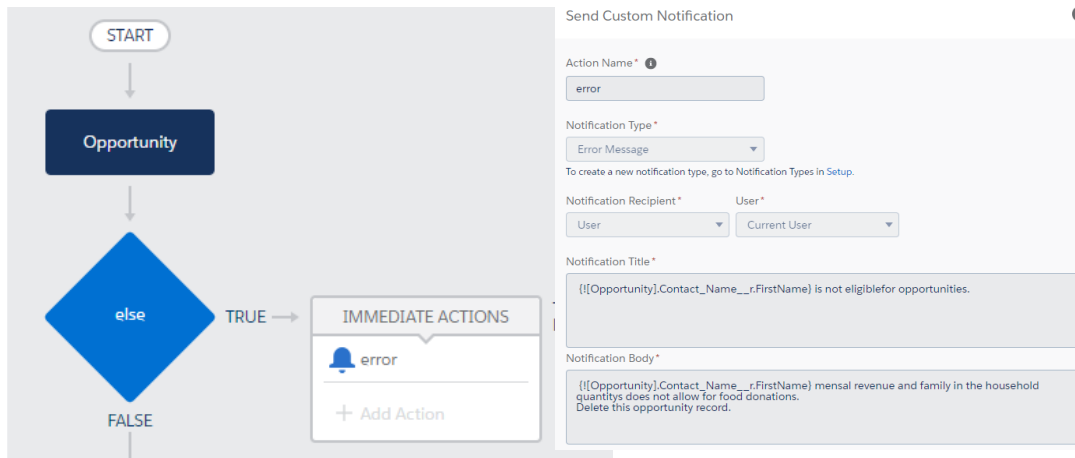 START
Opportunity
else
TRUE
IMMEDIATE ACTIONS
error
+ Add Action
FALSE
Send Custom Notification
Action Name*
error
Notification Type*
Error Message
To create a new notification type, go to Notification Types in Setup.
Notification Recipient* User*
User Current User
Notification Title*
{![Opportunity].Contact_Name__r.FirstName} is not eligiblefor opportunities.
Notification Body*
{![Opportunity].Contact_Name__r.FirstName} mensal revenue and family in the household
quantitys does not allow for food donations.
Delete this opportunity record.